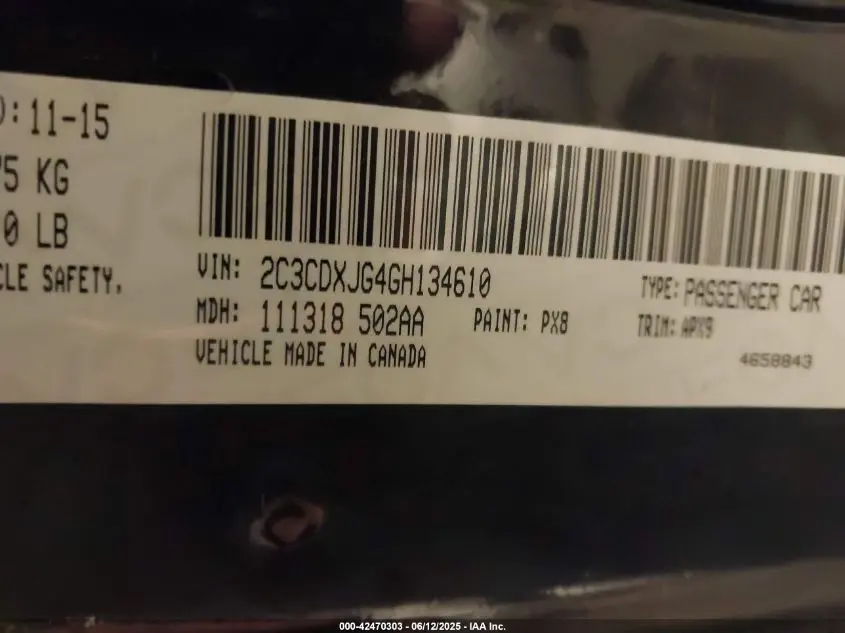 : 11-15
5 KG
0 LB
CLE SAFETY.
VIN: 2C3CDXJG4GH134610
MDH: 111318 502AA
PAINT: PX8
VEHICLE MADE IN CANADA
TYPE: PASSENGER CAR
TRIM: APX9
4658843
000-42470303 - 06/12/2025 - IAA Inc.